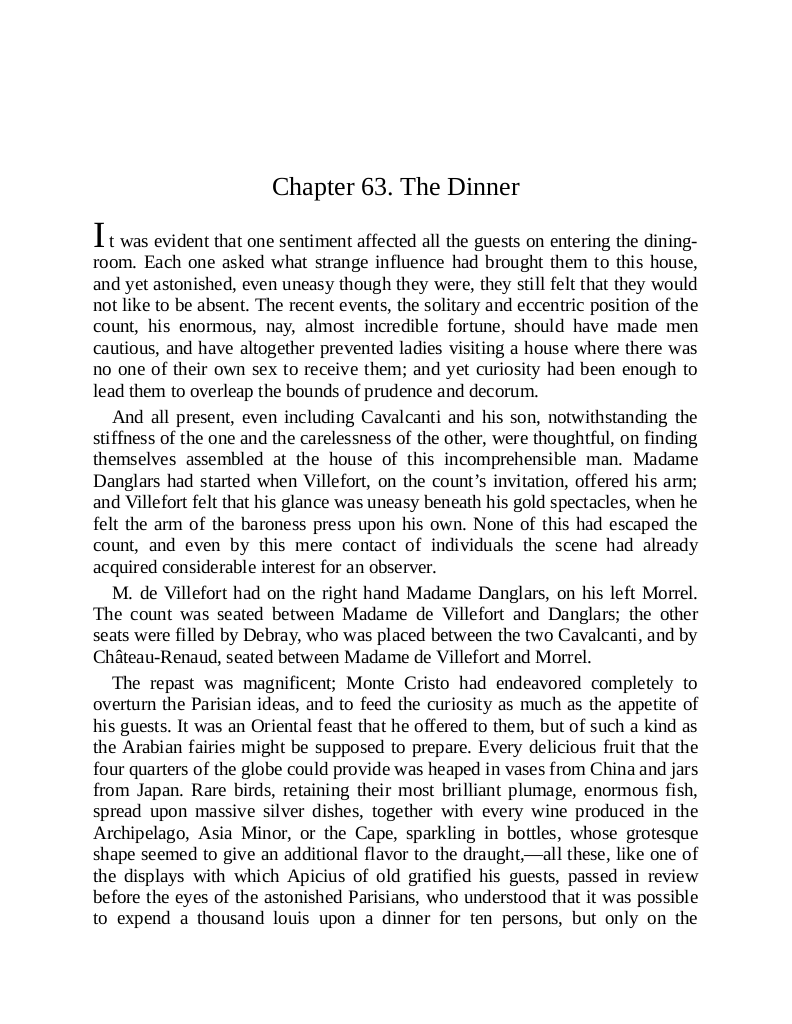 Chapter 63. The Dinner
It was evident that one sentiment affected all the guests on entering the dining-
room. Each one asked what strange influence had brought them to this house,
and yet astonished, even uneasy though they were, they still felt that they would
not like to be absent. The recent events, the solitary and eccentric position of the
count, his enormous, nay, almost incredible fortune, should have made men
cautious, and have altogether prevented ladies visiting a house where there was
no one of their own sex to receive them; and yet curiosity had been enough to
lead them to overleap the bounds of prudence and decorum.
And all present, even including Cavalcanti and his son, notwithstanding the
stiffness of the one and the carelessness of the other, were thoughtful, on finding
themselves assembled at the house of this incomprehensible man. Madame
Danglars had started when Villefort, on the count’s invitation, offered his arm;
and Villefort felt that his glance was uneasy beneath his gold spectacles, when he
felt the arm of the baroness press upon his own. None of this had escaped the
count, and even by this mere contact of individuals the scene had already
acquired considerable interest for an observer.
M. de Villefort had on the right hand Madame Danglars, on his left Morrel.
The count was seated between Madame de Villefort and Danglars; the other
seats were filled by Debray, who was placed between the two Cavalcanti, and by
Château-Renaud, seated between Madame de Villefort and Morrel.
The repast was magnificent; Monte Cristo had endeavored completely to
overturn the Parisian ideas, and to feed the curiosity as much as the appetite of
his guests. It was an Oriental feast that he offered to them, but of such a kind as
the Arabian fairies might be supposed to prepare. Every delicious fruit that the
four quarters of the globe could provide was heaped in vases from China and jars
from Japan. Rare birds, retaining their most brilliant plumage, enormous fish,
spread upon massive silver dishes, together with every wine produced in the
Archipelago, Asia Minor, or the Cape, sparkling in bottles, whose grotesque
shape seemed to give an additional flavor to the draught,—all these, like one of
the displays with which Apicius of old gratified his guests, passed in review
before the eyes of the astonished Parisians, who understood that it was possible
to expend a thousand louis upon a dinner for ten persons, but only on the